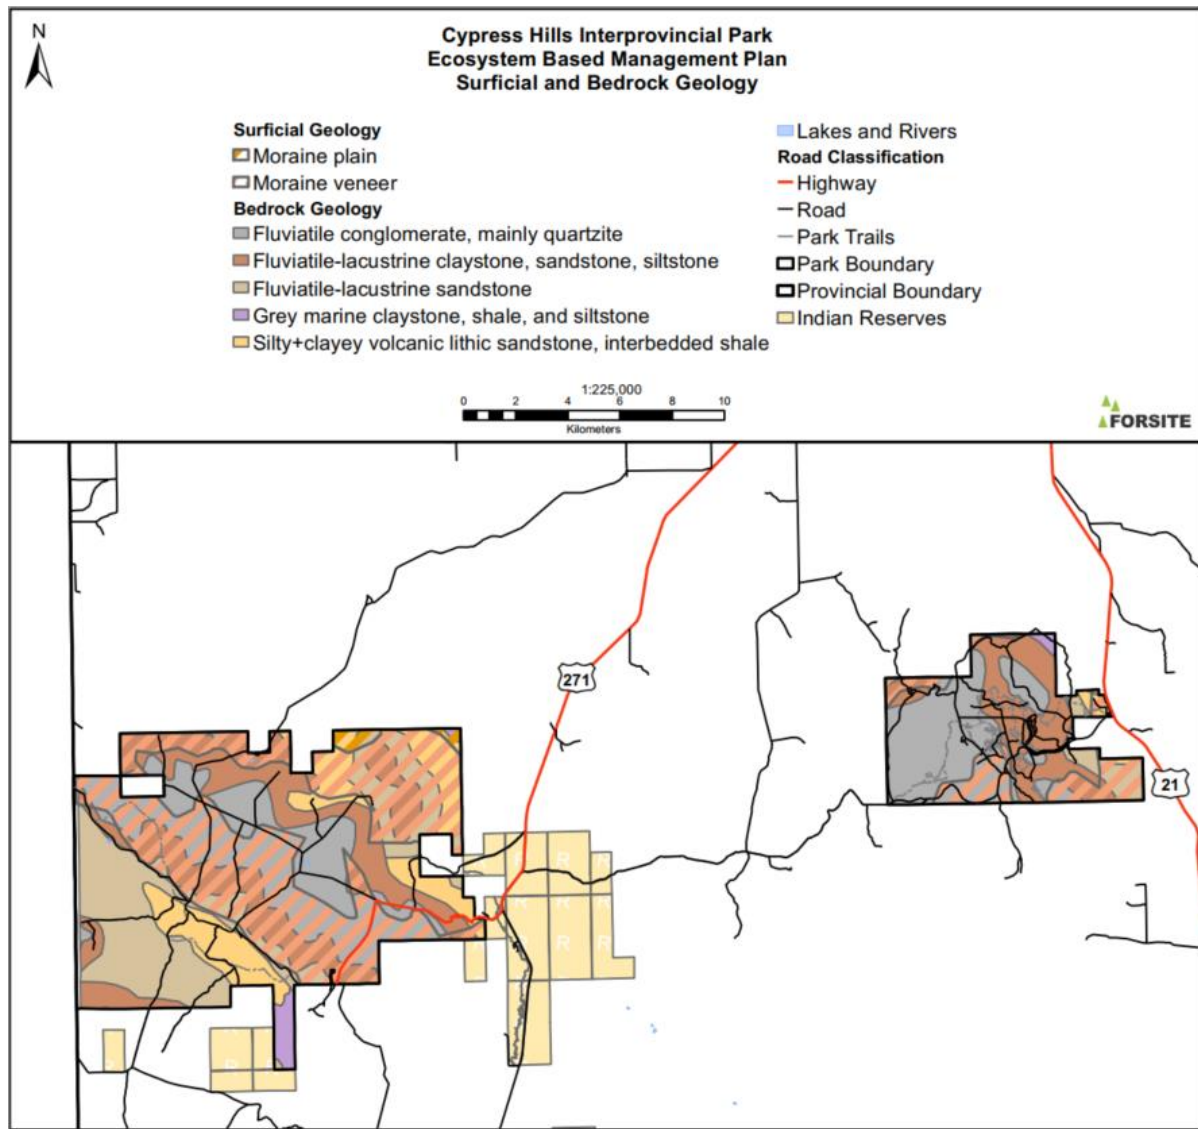 N
Cypress Hills Interprovincial Park
Ecosystem Based Management Plan
Surficial and Bedrock Geology
Surficial Geology
Moraine plain
Moraine veneer
Bedrock Geology
Fluviatile conglomerate, mainly quartzite
Fluviatile-lacustrine claystone, sandstone, siltstone
Fluviatile-lacustrine sandstone
Grey marine claystone, shale, and siltstone
Silty+clayey volcanic lithic sandstone, interbedded shale
Lakes and Rivers
Road Classification
Highway
Road
Park Trails
Park Boundary
Provincial Boundary
Indian Reserves
1:225,000
0 2 4 6 8 10
Kilometers
FORSITE
271
21
R R R
R R R
R R R
R R